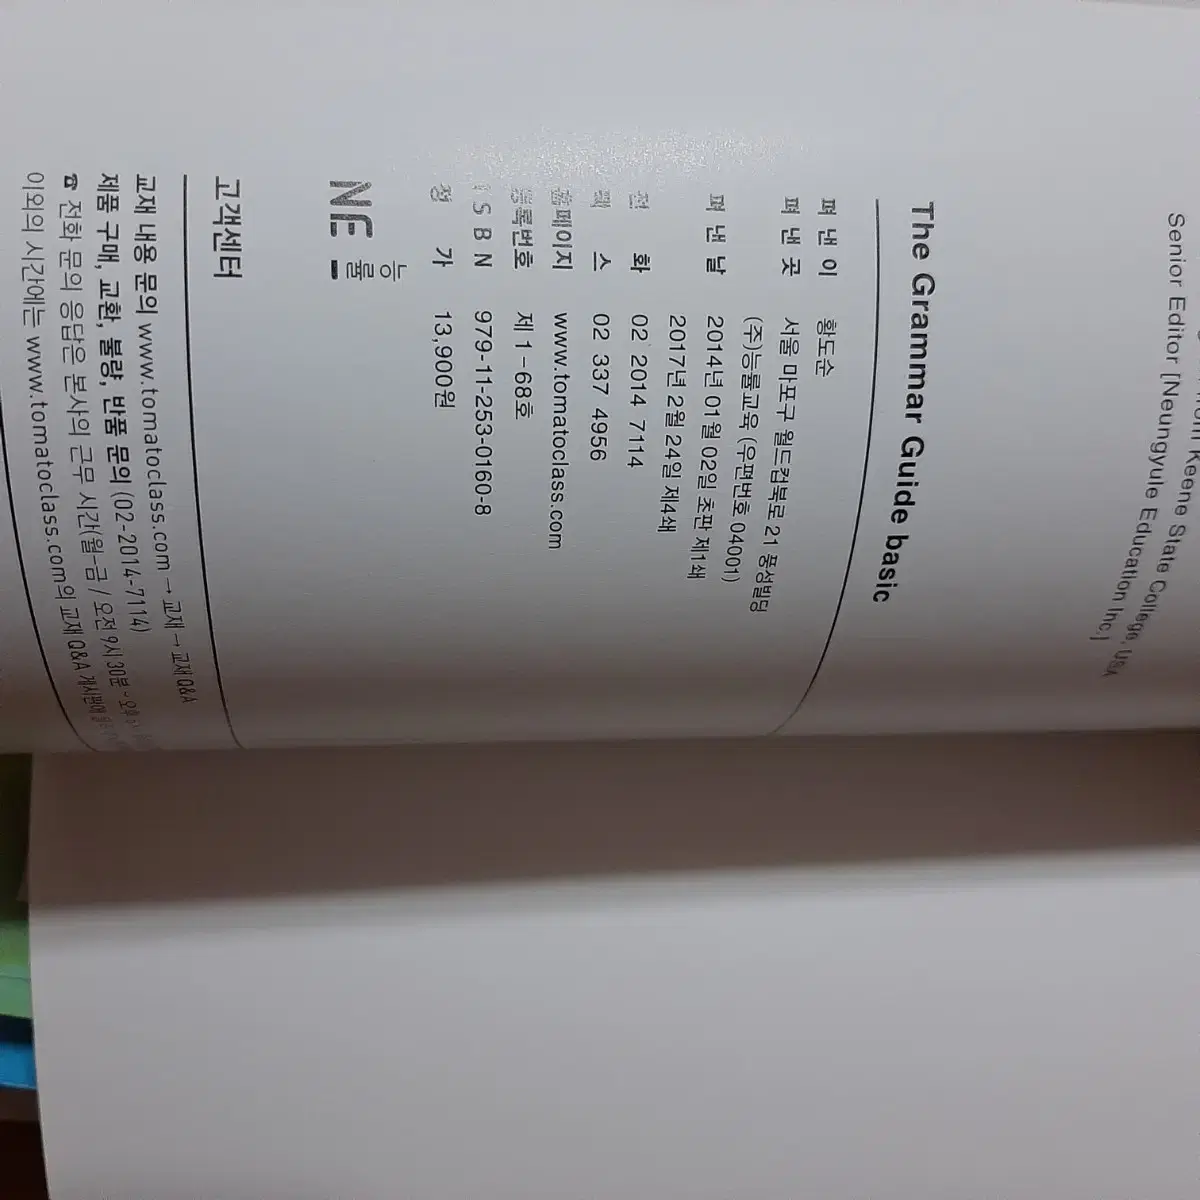 Keene State College, USA
Senior Editor [Neungyule Education Inc.]
The Grammar Guide basic
펴 낸 이 황도순
펴 낸 곳 서울 마포구 월드컵북로 21 풍성빌딩
(주)능률교육 (우편번호 04001)
펴 낸 날 2014년 01월 02일 초판 제1쇄
2017년 2월 24일 제4쇄
전 화 02 2014 7114
팩 스 02 337 4956
홈페이지 www.tomatoclass.com
등록번호 제 1-68호
I S B N 979-11-253-0160-8
정 가 13,900원
NE 능률
고객센터
교재 내용 문의 www.tomatoclass.com → 교재 → 교재 Q&A
제품 구매, 교환, 불량, 반품 문의 (02-2014-7114)
☎ 전화 문의 응답은 본사의 근무 시간(월-금 / 오전 9시 30분 ~ 오후
이외의 시간에는 www.tomatoclass.com의 교재 Q&A 게시판에